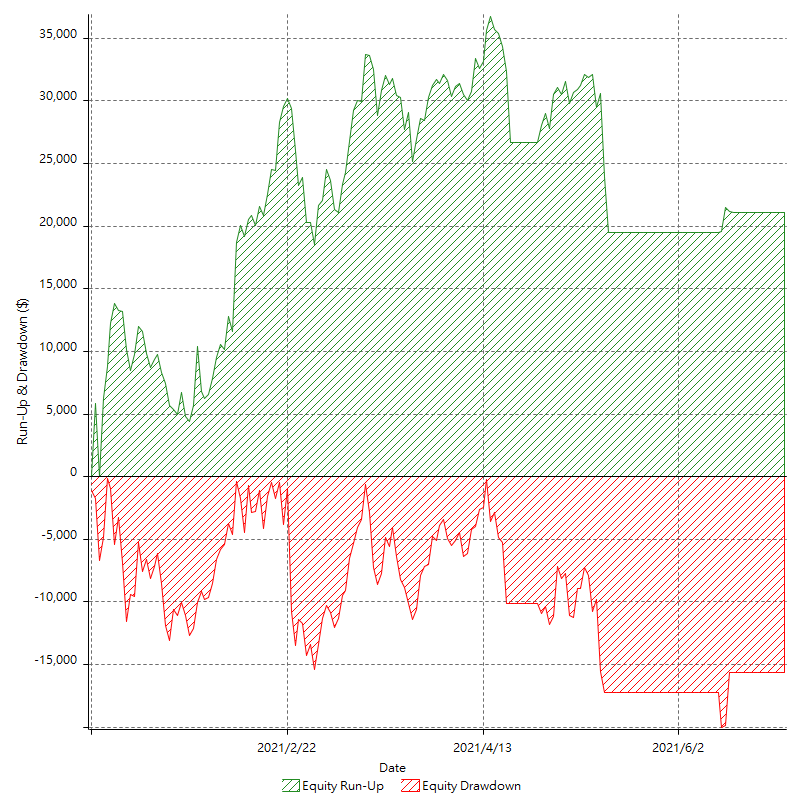 35,000
30,000
25,000
20,000
15,000
10,000
5,000
0
-5,000
-10,000
-15,000
Run-Up & Drawdown ($)
2021/2/22 2021/4/13 2021/6/2
Date
Equity Run-Up Equity Drawdown